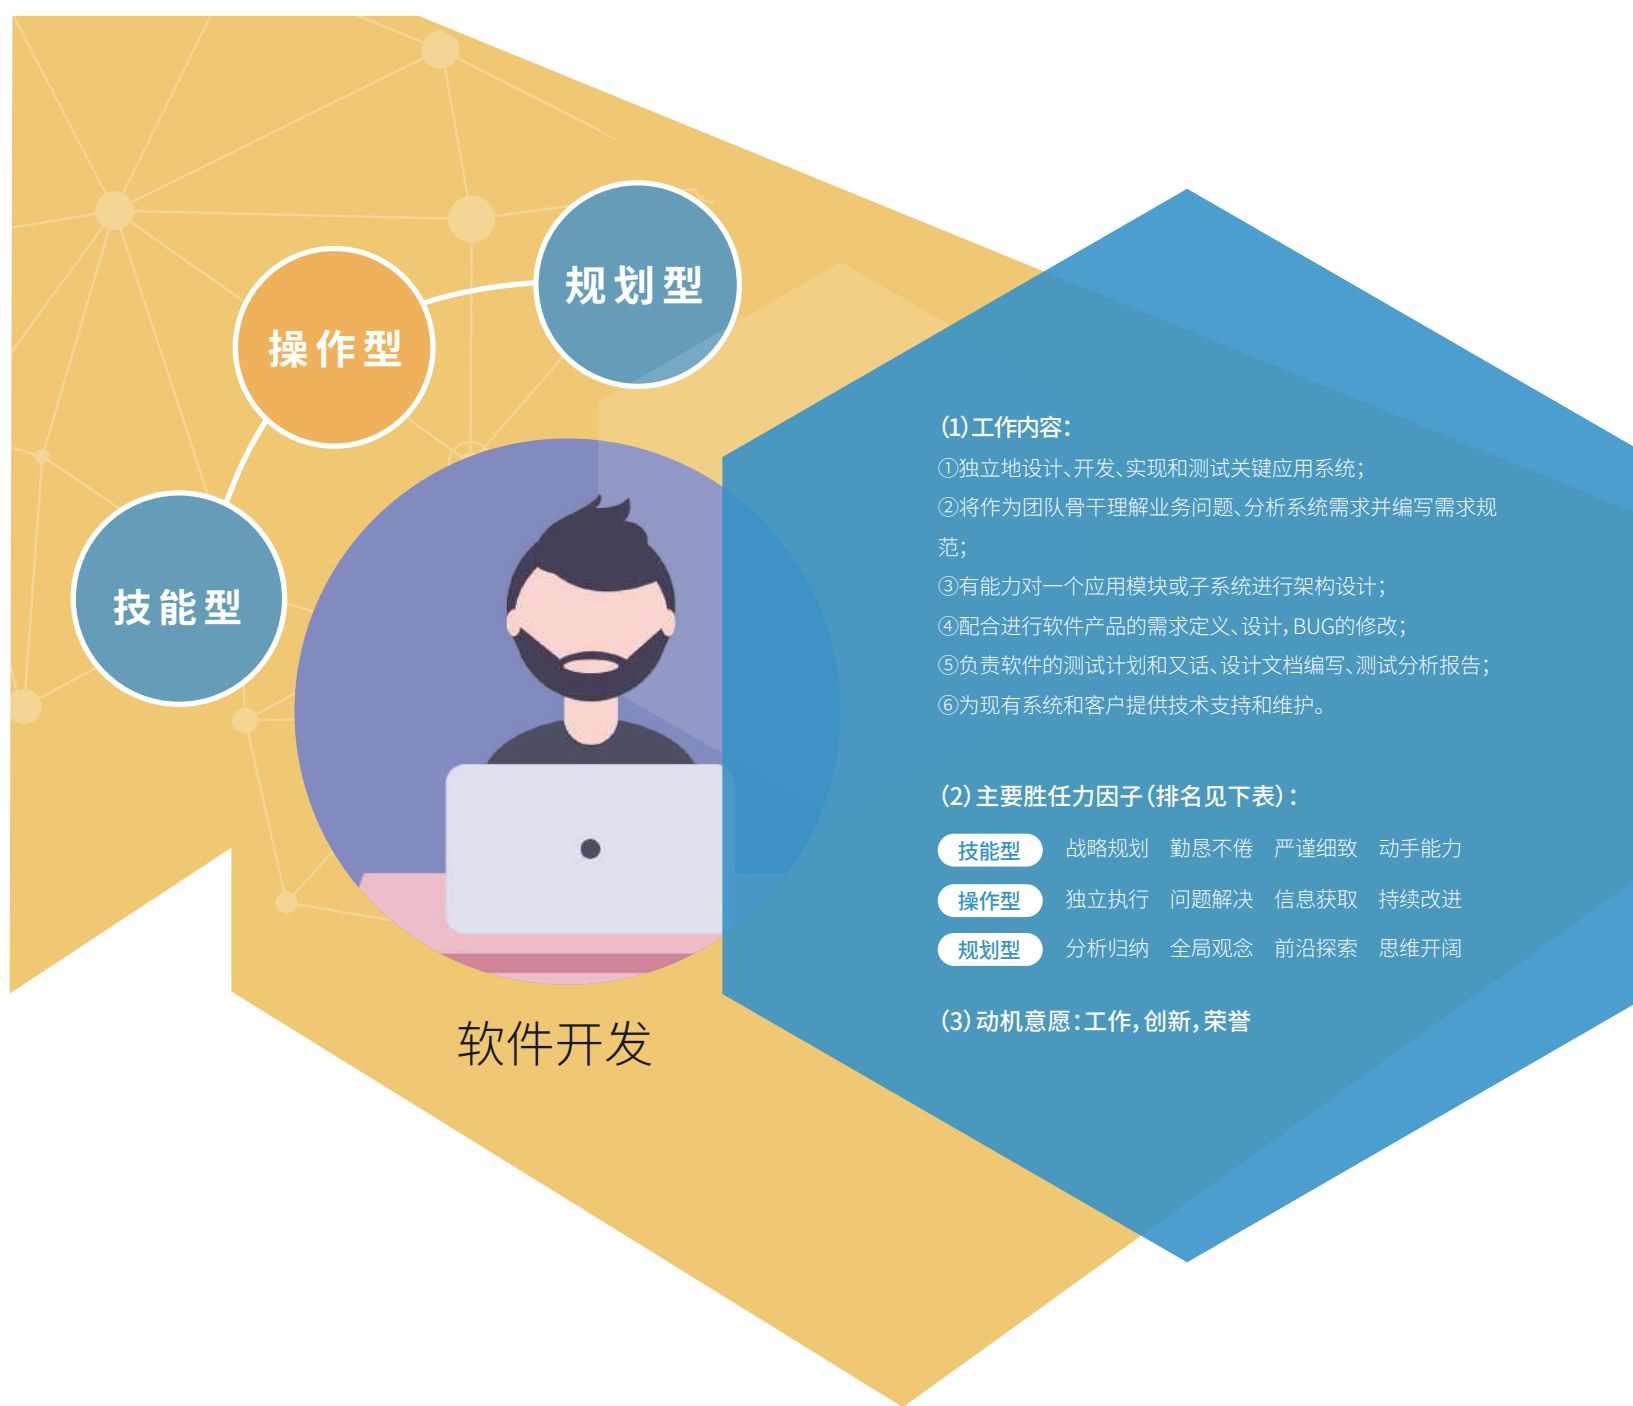 规划型
操作型
技能型
软件开发
（1）工作内容：
①独立地设计、开发、实现和测试关键应用系统；
②将作为团队骨干理解业务问题、分析系统需求并编写需求规
范；
③有能力对一个应用模块或子系统进行架构设计；
④配合进行软件产品的需求定义、设计，BUG的修改；
⑤负责软件的测试计划和又话、设计文档编写、测试分析报告；
⑥为现有系统和客户提供技术支持和维护。
（2）主要胜任力因子（排名见下表）：
技能型 战略规划 勤恳不倦 严谨细致 动手能力
操作型 独立执行 问题解决 信息获取 持续改进
规划型 分析归纳 全局观念 前沿探索 思维开阔
（3）动机意愿：工作，创新，荣誉